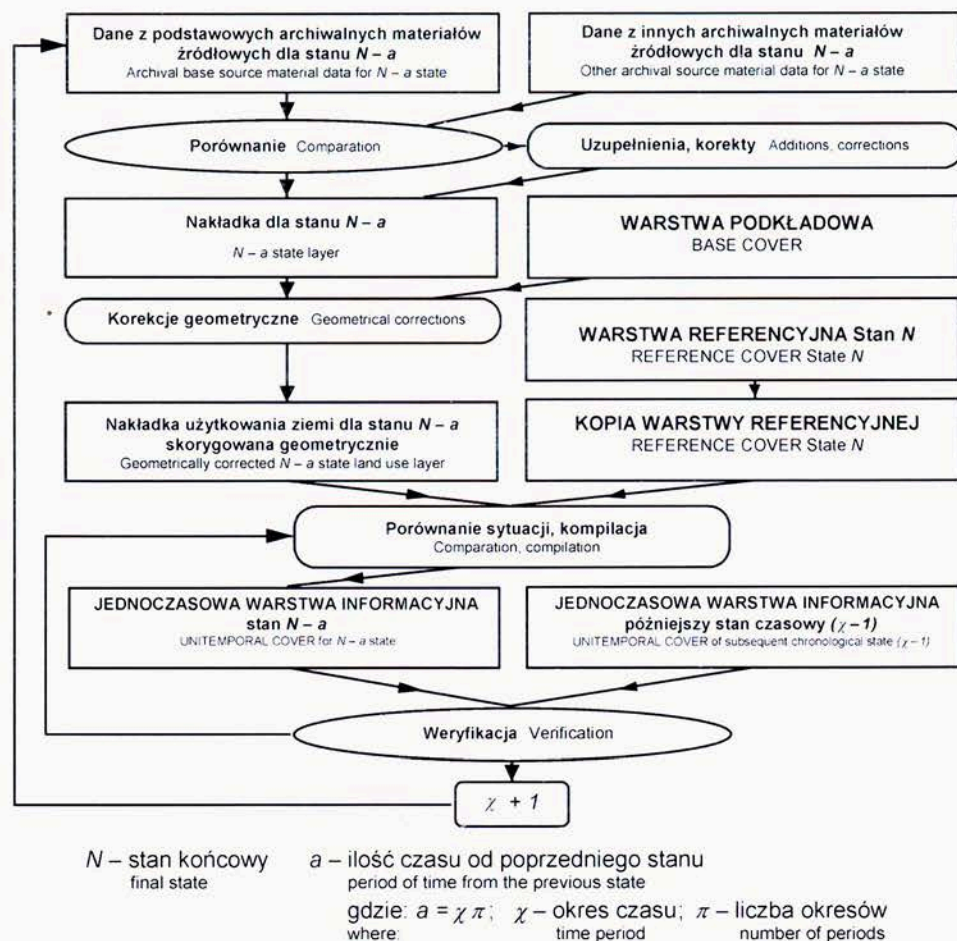 Dane z podstawowych archiwalnych materiałów
źródłowych dla stanu N – a
Archival base source material data for N – a state
Dane z innych archiwalnych materiałów
źródłowych dla stanu N – a
Other archival source material data for N – a state
Porównanie Comparation
Uzupełnienia, korekty Additions, corrections
Nakładka dla stanu N – a
N – a state layer
WARSTWA PODKŁADOWA
BASE COVER
Korekcje geometryczne Geometrical corrections
WARSTWA REFERENCYJNA Stan N
REFERENCE COVER State N
Nakładka użytkowania ziemi dla stanu N – a
skorygowana geometrycznie
Geometrically corrected N – a state land use layer
KOPIA WARSTWY REFERENCYJNEJ
REFERENCE COVER State N
Porównanie sytuacji, kompilacja
Comparation, compilation
JEDNOCZASOWA WARSTWA INFORMACYJNA
stan N – a
UNITEMPORAL COVER for N – a state
JEDNOCZASOWA WARSTWA INFORMACYJNA
późniejszy stan czasowy (χ – 1)
UNITEMPORAL COVER of subsequent chronological state (χ – 1)
Weryfikacja Verification
χ + 1
N – stan końcowy
final state
a – ilość czasu od poprzedniego stanu
period of time from the previous state
gdzie: a = χ π; χ – okres czasu; π – liczba okresów
where: time period number of periods